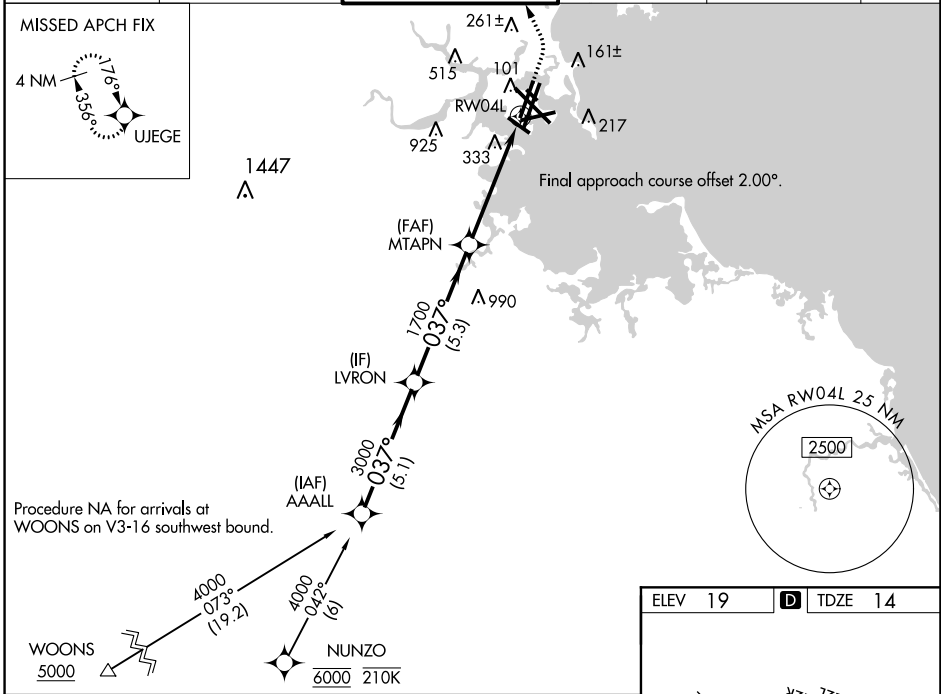 MISSED APCH FIX
4 NM
176°
356°
UJEGE
261±
515
101
161±
RW04L
925
333
217
1447
Final approach course offset 2.00°.
(FAF)
MTAPN
990
1700
037°
(5.3)
(IF)
LVRON
MSA RW04L 25 NM
2500
3000
037°
(5.1)
(IAF)
AAALL
Procedure NA for arrivals at
WOONS on V3-16 southwest bound.
4000
073°
(19.2)
4000
042°
(6)
ELEV 19
D
TDZE 14
WOONS
5000
NUNZO
6000 210K